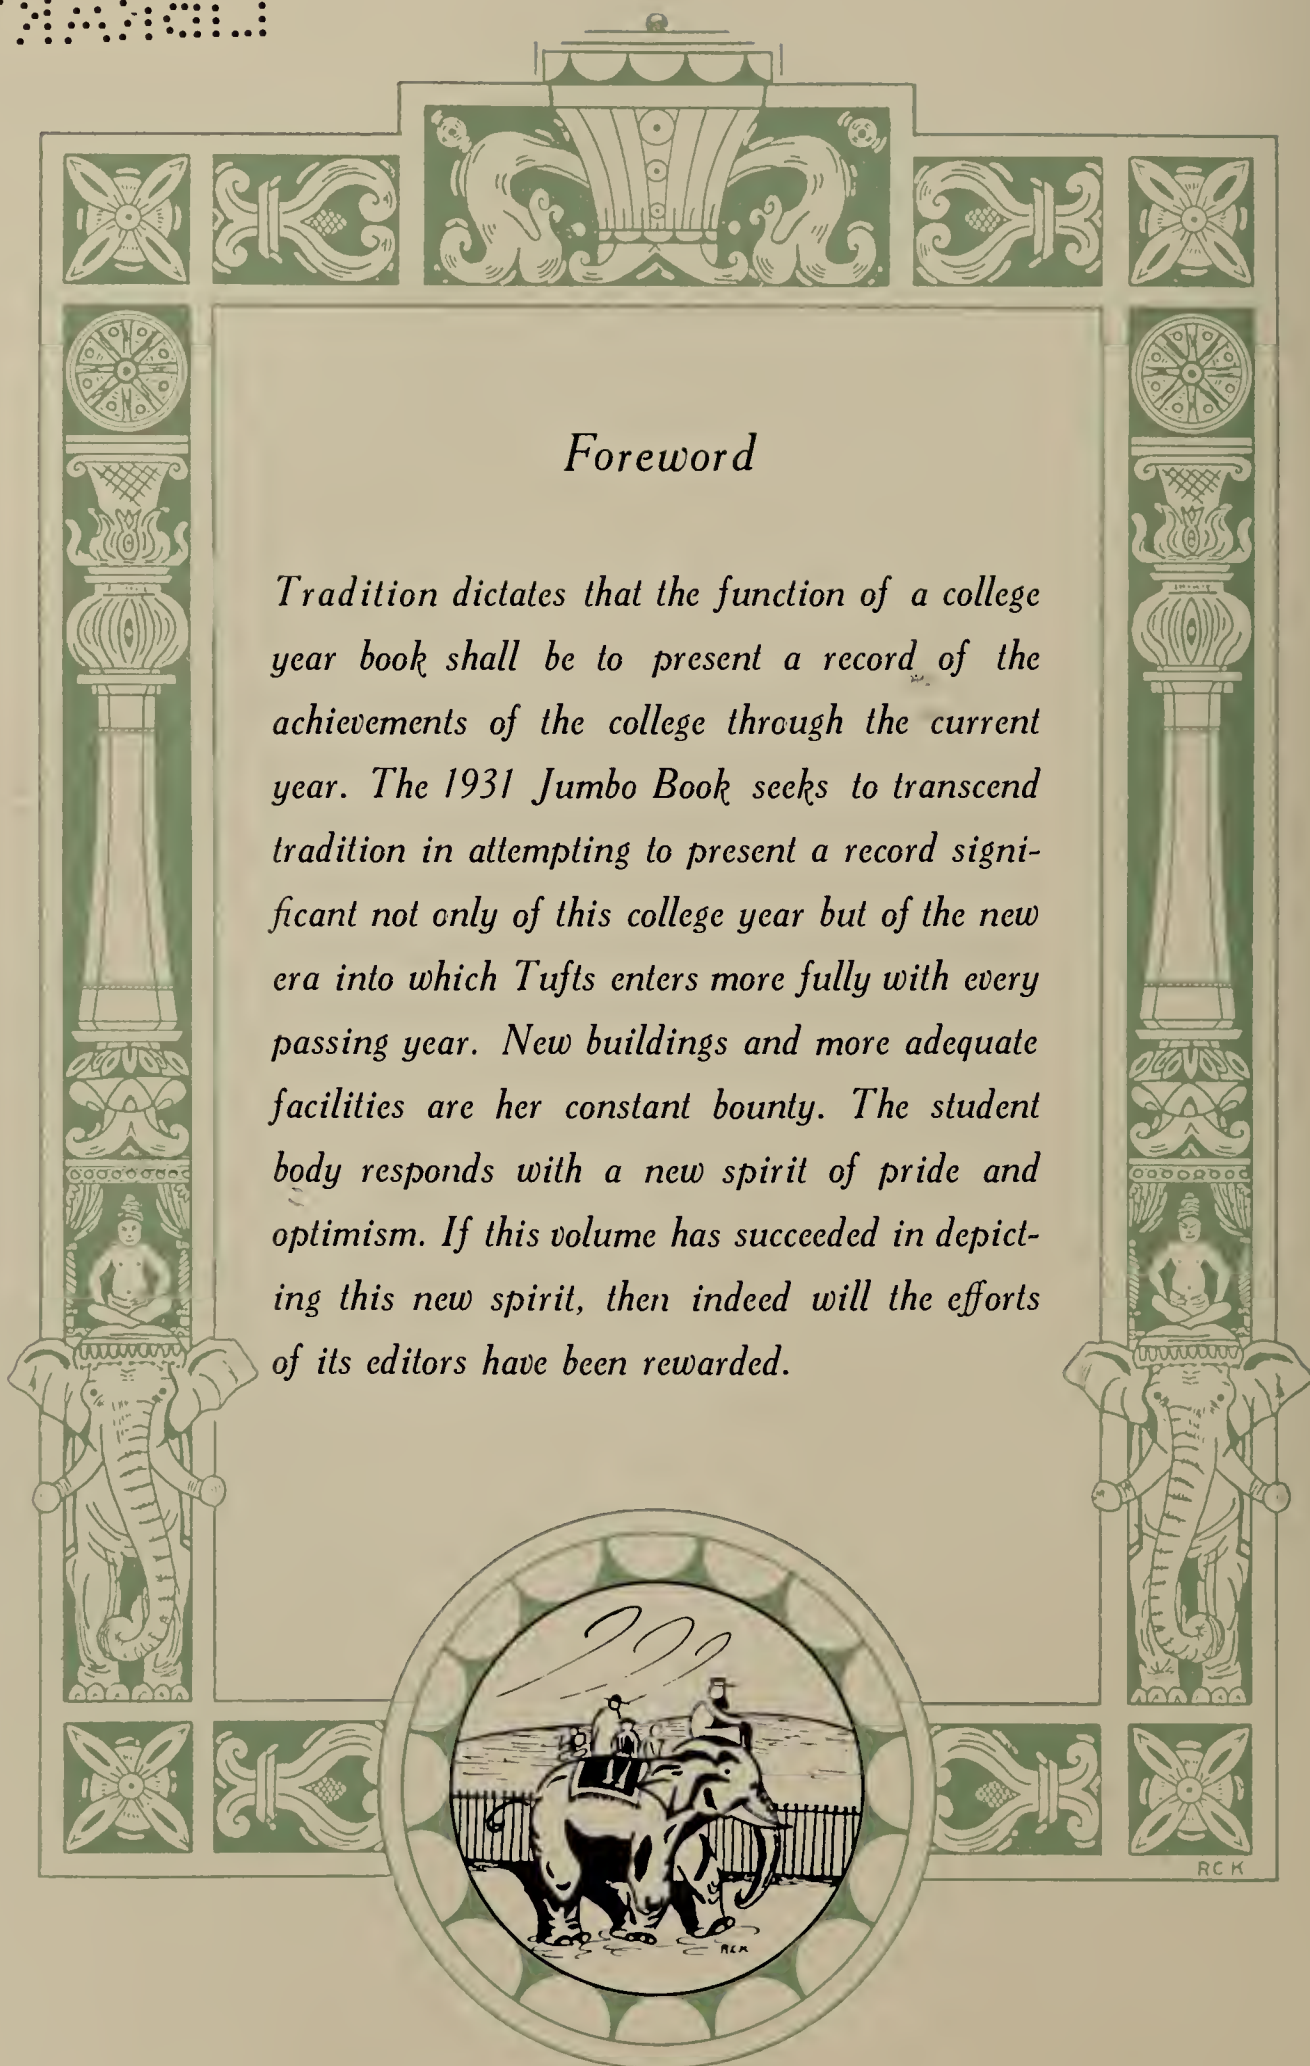 LIBRARY
Foreword
Tradition dictates that the function of a college
year book shall be to present a record of the
achievements of the college through the current
year. The 1931 Jumbo Book seeks to transcend
tradition in attempting to present a record signi-
ficant not only of this college year but of the new
era into which Tufts enters more fully with every
passing year. New buildings and more adequate
facilities are her constant bounty. The student
body responds with a new spirit of pride and
optimism. If this volume has succeeded in depict-
ing this new spirit, then indeed will the efforts
of its editors have been rewarded.
RCK
RCK